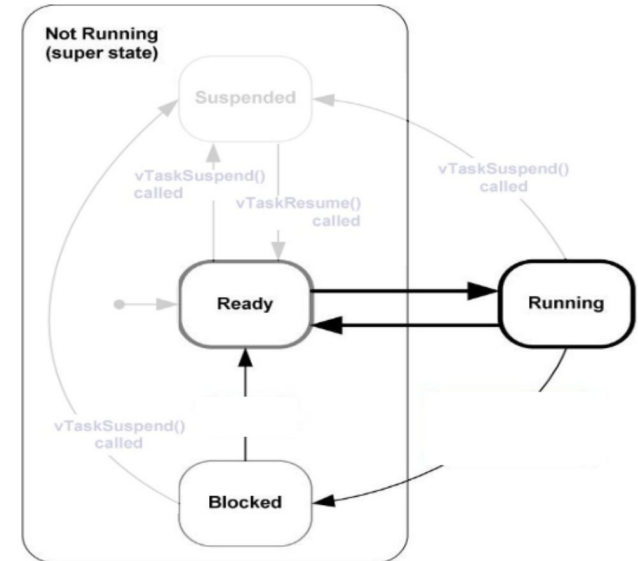 Not Running
(super state)
Suspended
vTaskSuspend()
called
vTaskResume()
called
vTaskSuspend()
called
Ready
Running
vTaskSuspend()
called
Blocked